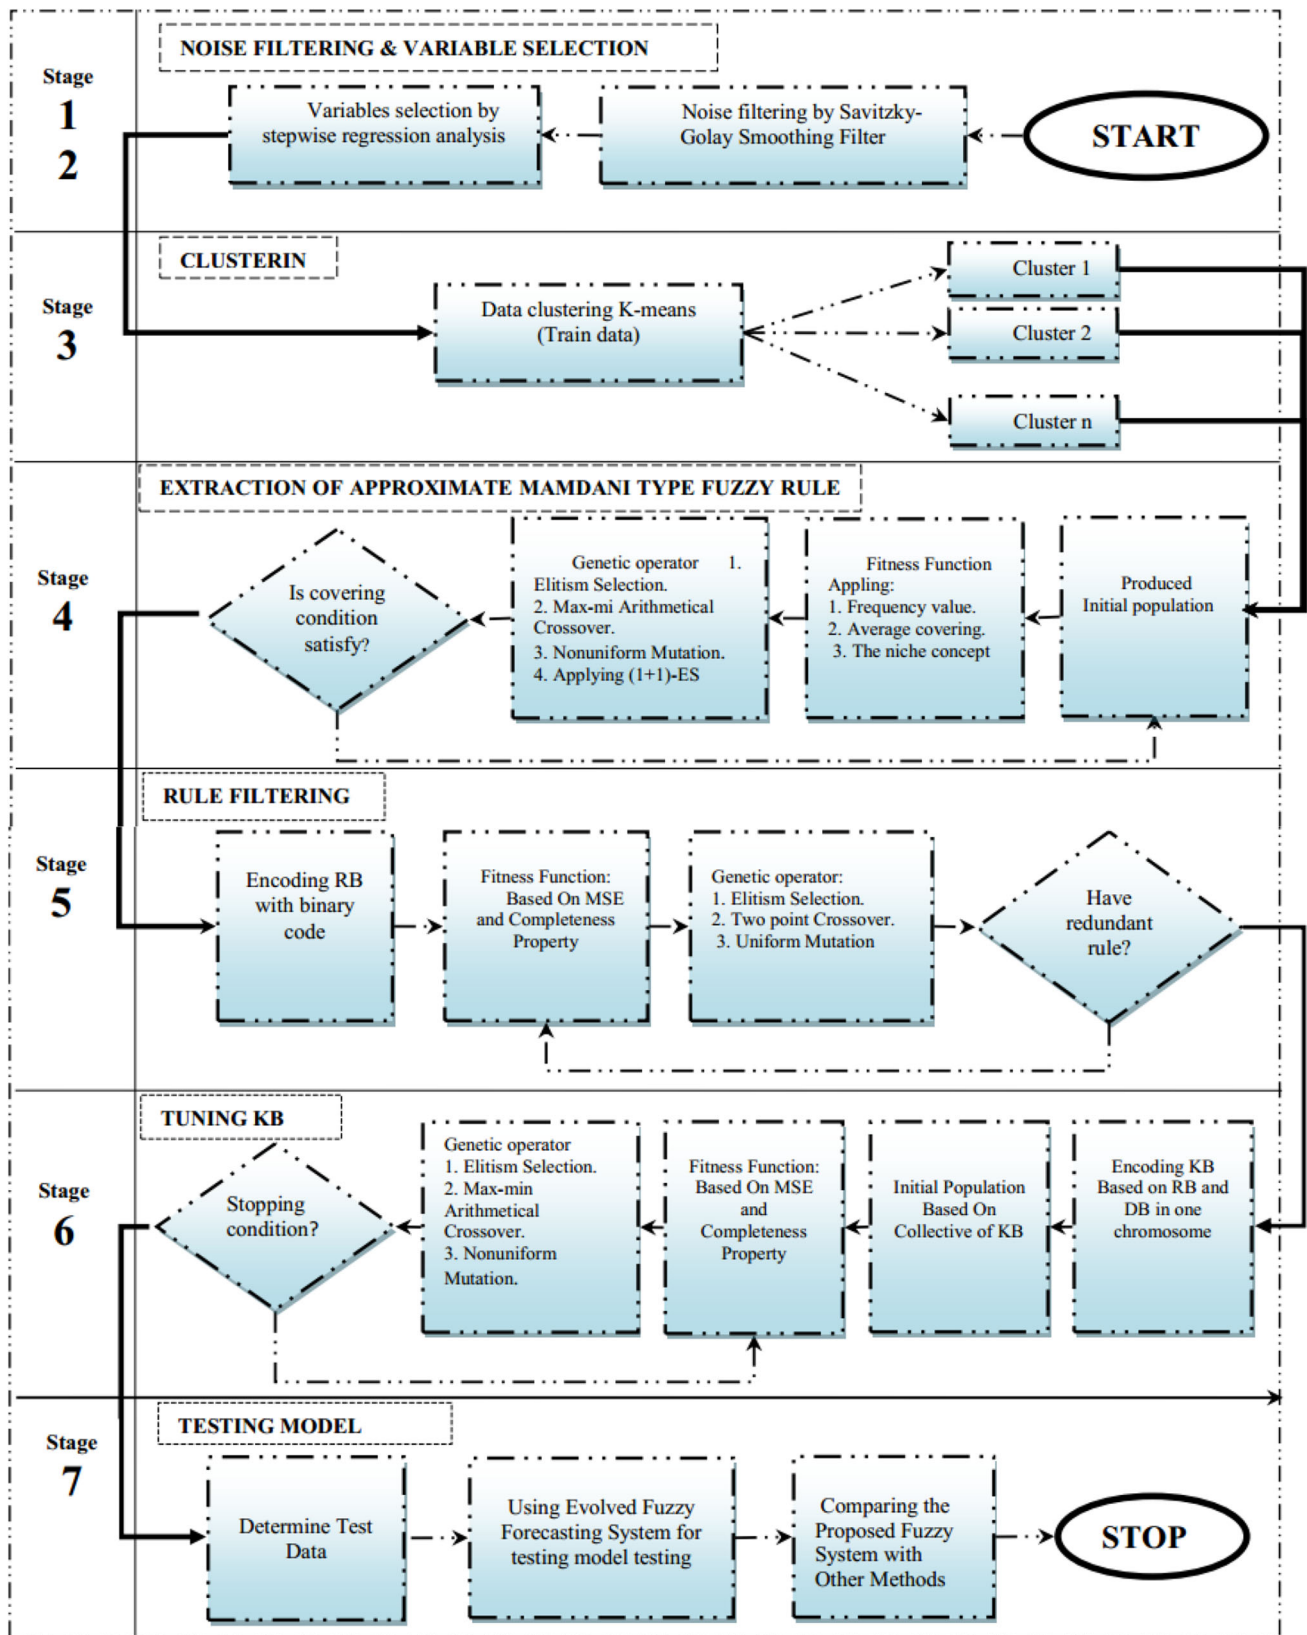 NOISE FILTERING & VARIABLE SELECTION
Stage
1
2
Variables selection by
stepwise regression analysis
Noise filtering by Savitzky-
Golay Smoothing Filter
START
CLUSTERIN
Stage
3
Data clustering K-means
(Train data)
Cluster 1
Cluster 2
Cluster n
EXTRACTION OF APPROXIMATE MAMDANI TYPE FUZZY RULE
Stage
4
Is covering
condition
satisfy?
Genetic operator 1.
Elitism Selection.
2. Max-mi Arithmetical
Crossover.
3. Nonuniform Mutation.
4. Applying (1+1)-ES
Fitness Function
Appling:
1. Frequency value.
2. Average covering.
3. The niche concept
Produced
Initial population
RULE FILTERING
Stage
5
Encoding RB
with binary
code
Fitness Function:
Based On MSE
and Completeness
Property
Genetic operator:
1. Elitism Selection.
2. Two point Crossover.
3. Uniform Mutation
Have
redundant
rule?
TUNING KB
Stage
6
Stopping
condition?
Genetic operator
1. Elitism Selection.
2. Max-min
Arithmetical
Crossover.
3. Nonuniform
Mutation.
Fitness Function:
Based On MSE
and
Completeness
Property
Initial Population
Based On
Collective of KB
Encoding KB
Based on RB and
DB in one
chromosome
TESTING MODEL
Stage
7
Determine Test
Data
Using Evolved Fuzzy
Forecasting System for
testing model testing
Comparing the
Proposed Fuzzy
System with
Other Methods
STOP